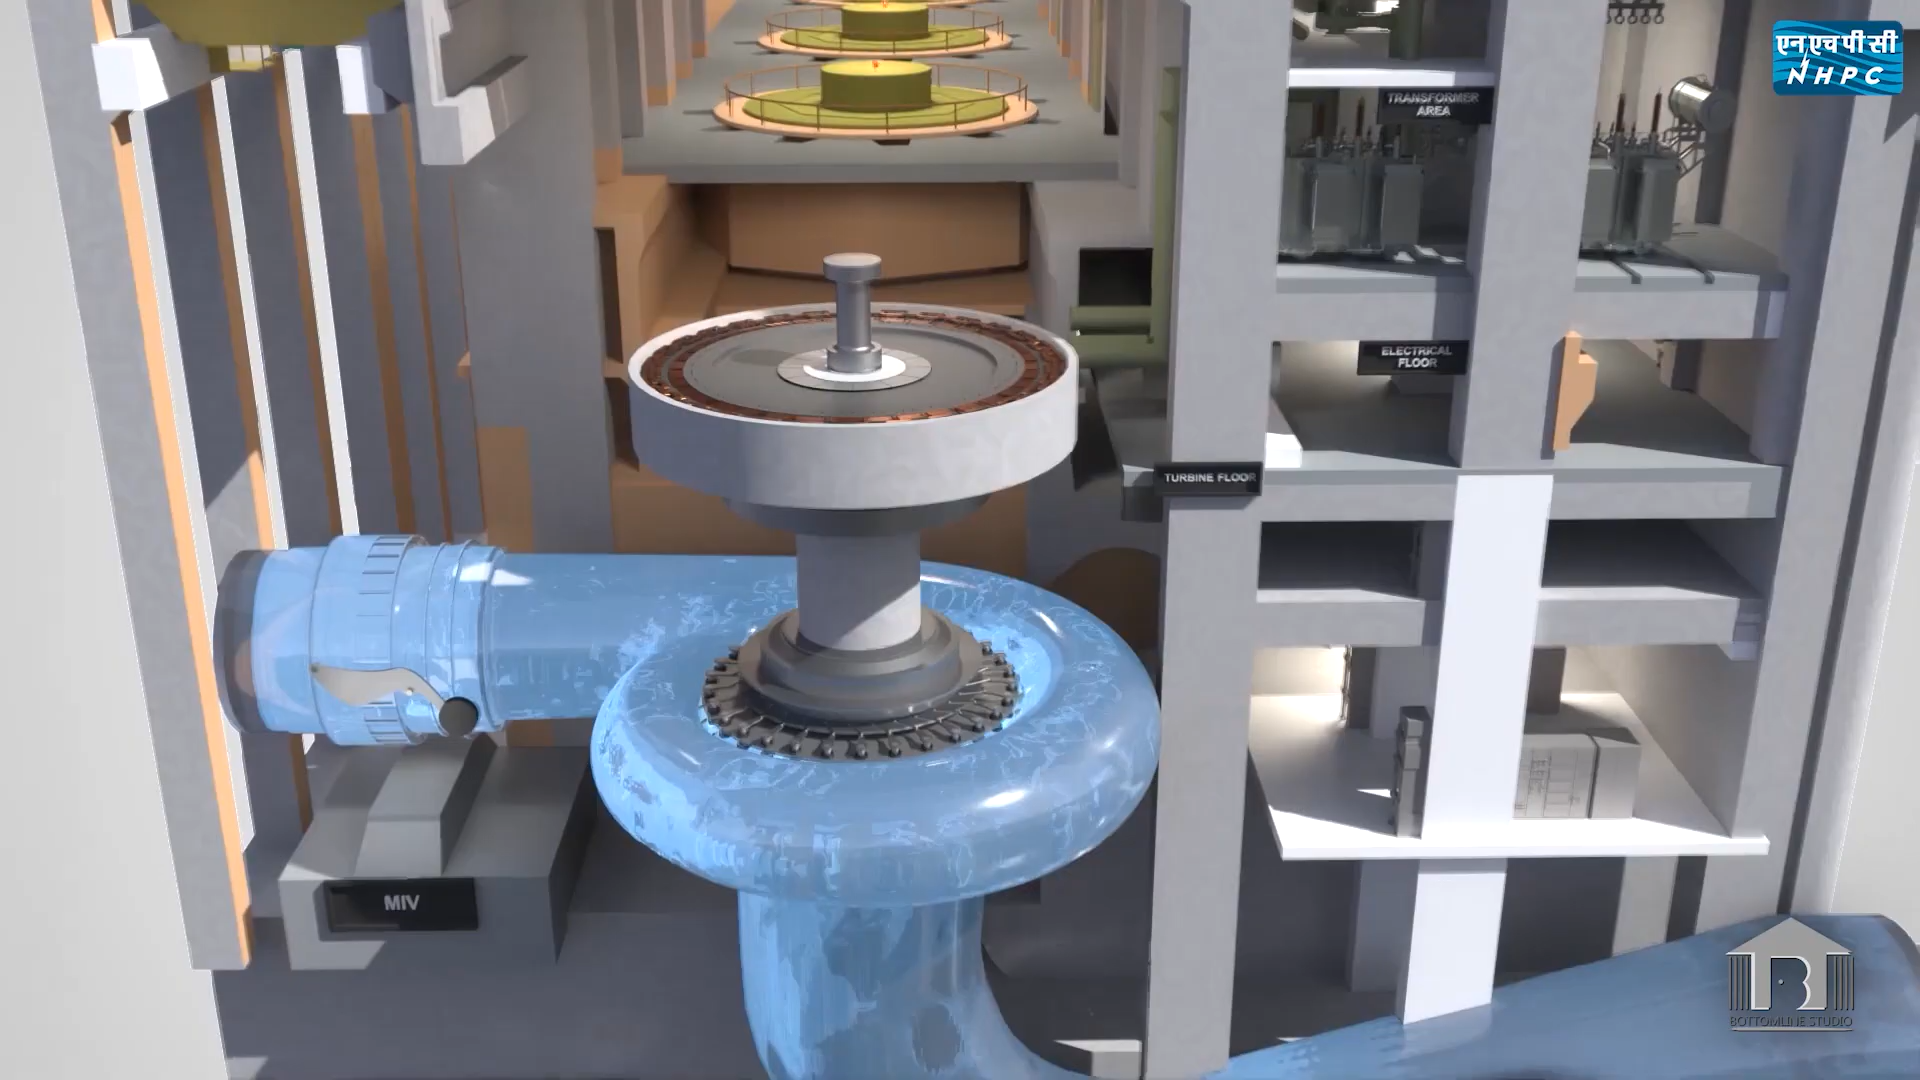 एनएचपीसी
NHPC
TRANSFORMER
AREA
ELECTRICAL
FLOOR
TURBINE FLOOR
MIV
BOTTOMLINE STUDIO